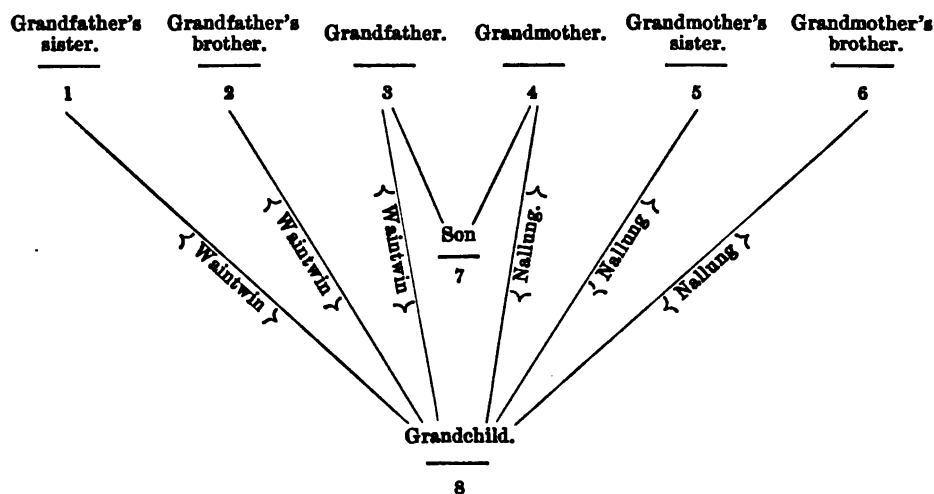 Grandfather's Grandfather's Grandfather. Grandmother. Grandmother's Grandmother's
sister. brother. sister. brother.
1 2 3 4 5 6
Waintwin Waintwin Waintwin Son Nallung. Nallung Nallung
7
Grandchild.
8